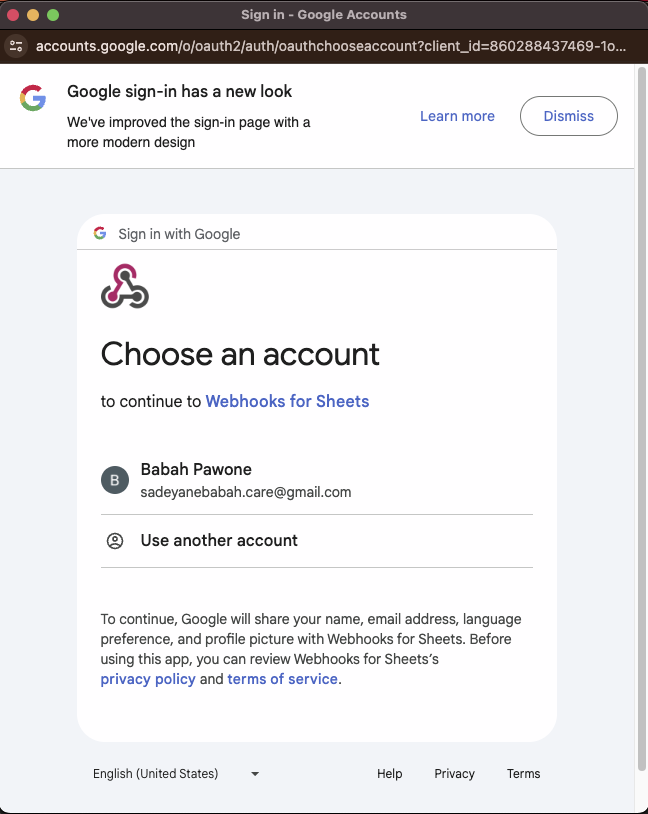 Sign in - Google Accounts
accounts.google.com/o/oauth2/auth/oauthchooseaccount?client_id=860288437469-1o...
Google sign-in has a new look
We've improved the sign-in page with a
more modern design
Learn more
Dismiss
Sign in with Google
Choose an account
to continue to Webhooks for Sheets
B
Babah Pawone
sadeyanebabah.care@gmail.com
Use another account
To continue, Google will share your name, email address, language
preference, and profile picture with Webhooks for Sheets. Before
using this app, you can review Webhooks for Sheets’s
privacy policy and terms of service.
English (United States)
Help
Privacy
Terms